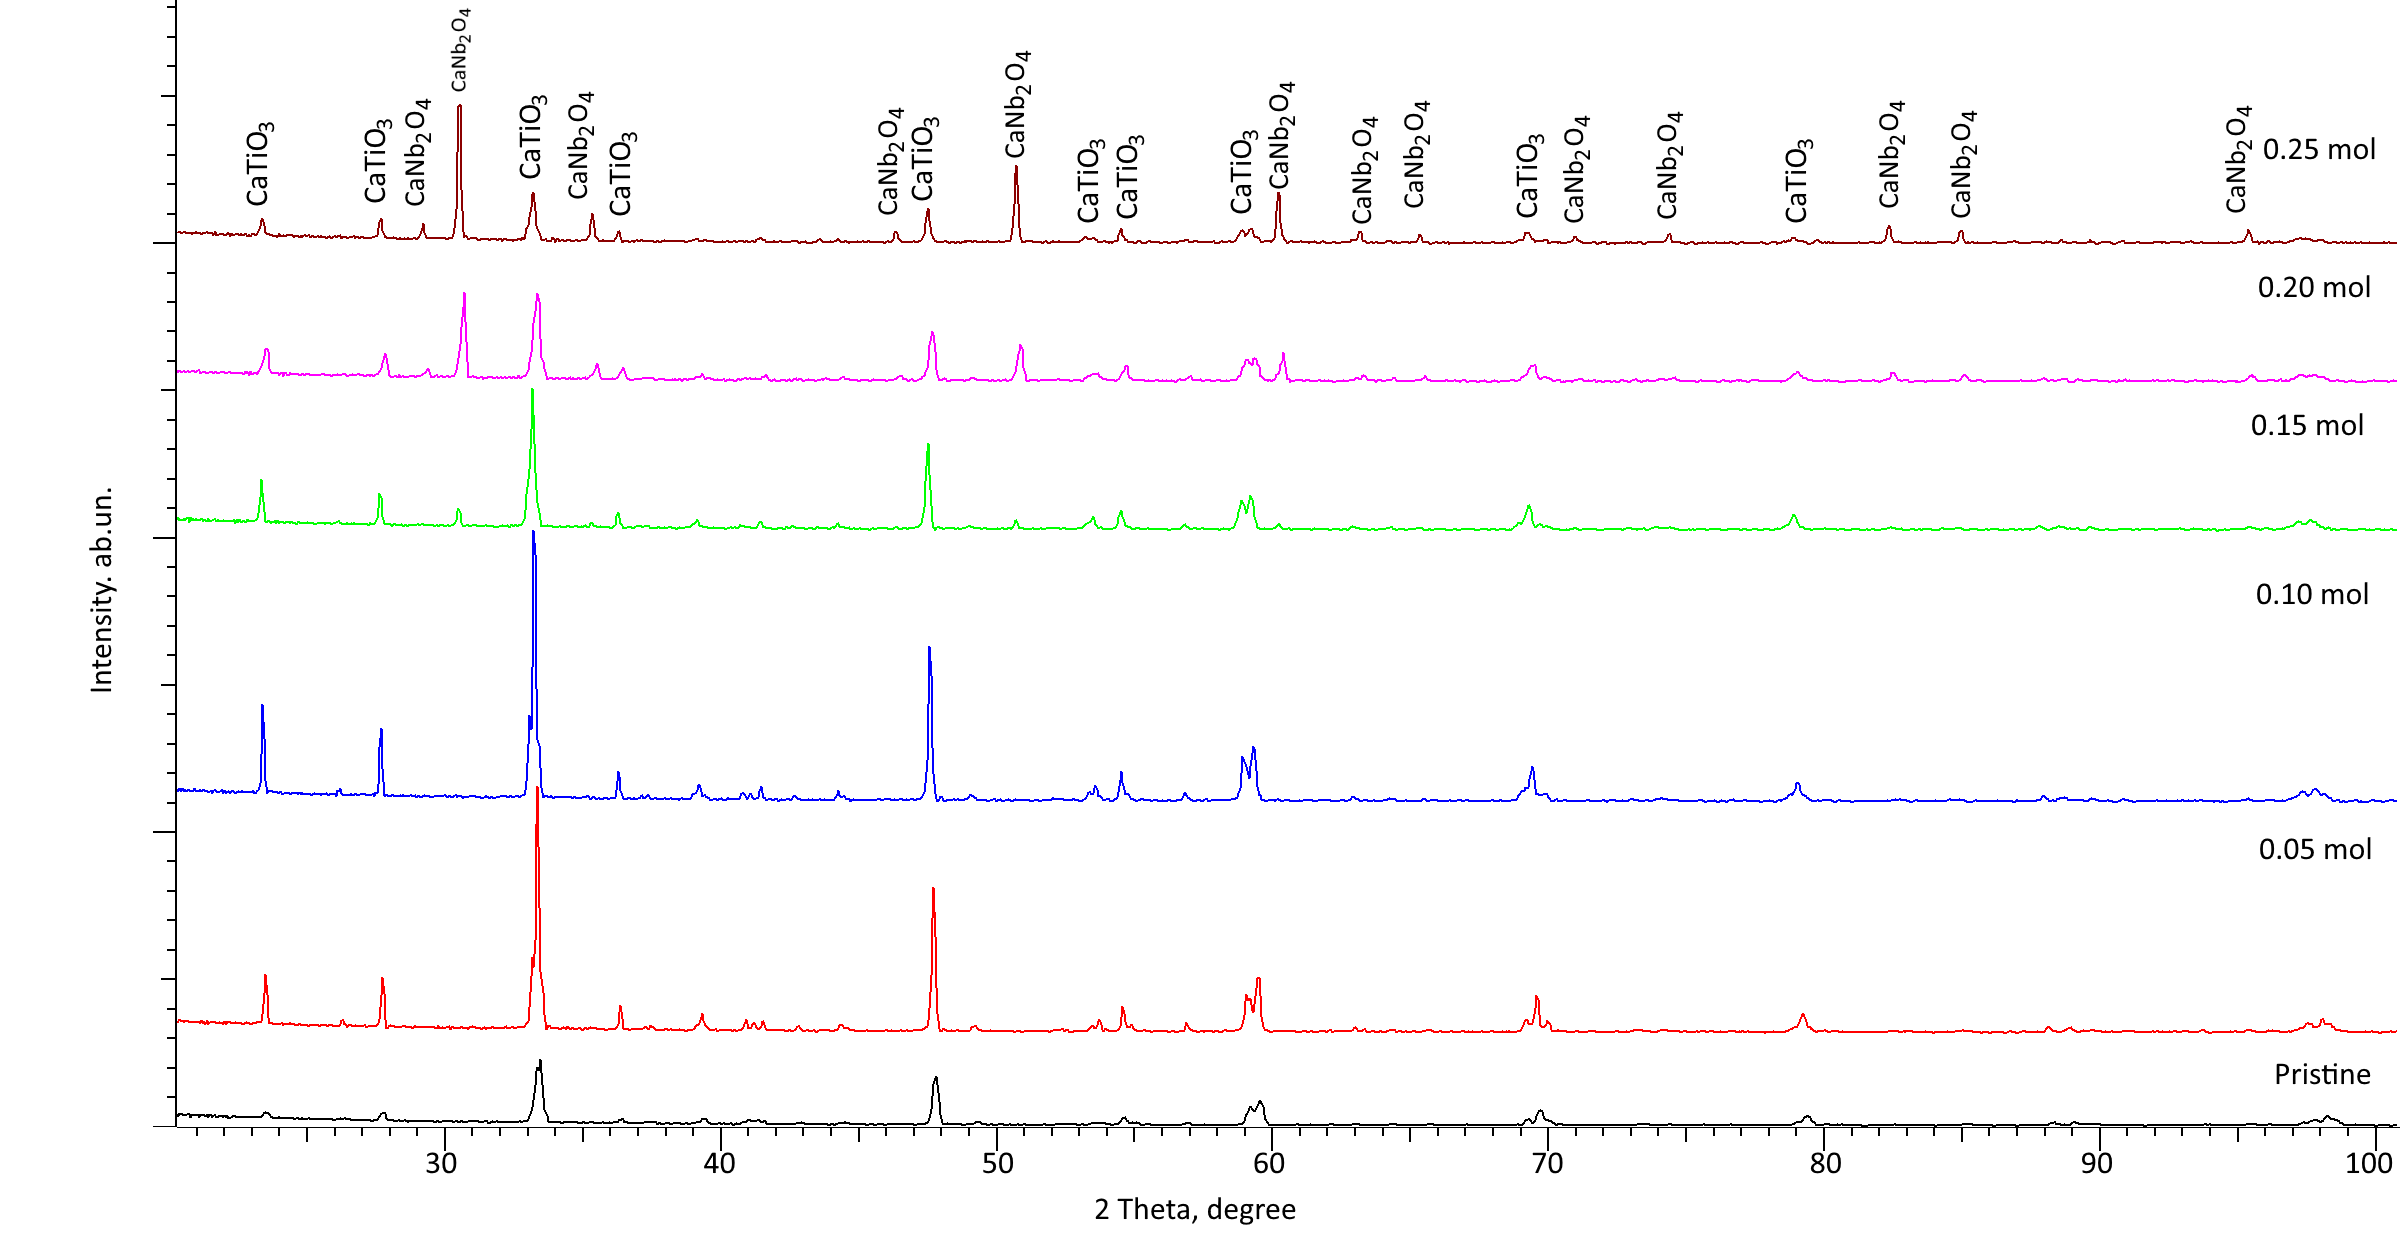 CaTiO3
CaTiO3
CaNb2O4
CaNb2O4
CaTiO3
CaNb2O4
CaTiO3
CaNb2O4
CaTiO3
CaNb2O4
CaTiO3
CaTiO3
CaTiO3
CaNb2O4
CaNb2O4
CaNb2O4
CaTiO3
CaNb2O4
CaNb2O4
CaTiO3
CaNb2O4
CaNb2O4
CaNb2O4
0.25 mol
0.20 mol
0.15 mol
0.10 mol
0.05 mol
Pristine
Intensity. ab.un.
30 40 50 60 70 80 90 100
2 Theta, degree